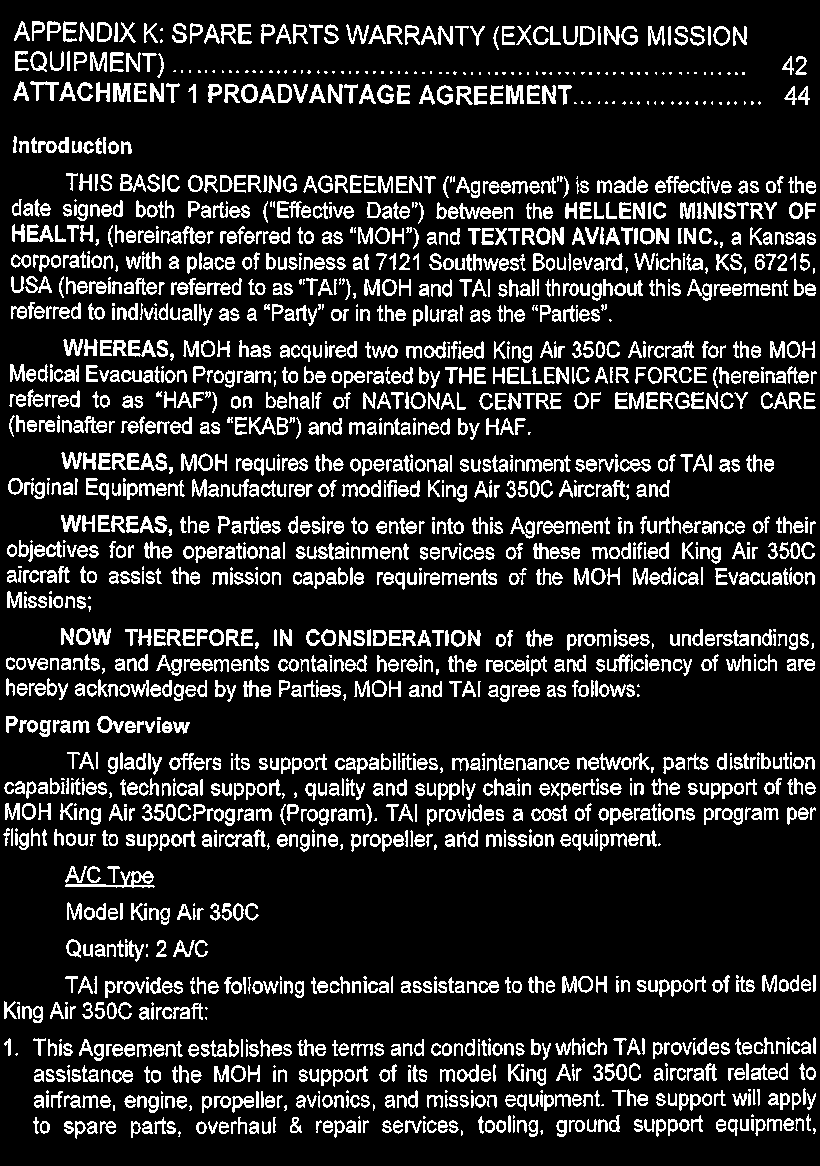 APPENDIX K: SPARE PARTS WARRANTY (EXCLUDING MISSION
EQUIPMENT) ........................................................................ 42
ATTACHMENT 1 PROADVANTAGE AGREEMENT........................ 44
Introduction
THIS BASIC ORDERING AGREEMENT ("Agreement") is made effective as of the
date signed both Parties ("Effective Date") between the HELLENIC MINISTRY OF
HEALTH, (hereinafter referred to as "MOH") and TEXTRON AVIATION INC., a Kansas
corporation, with a place of business at 7121 Southwest Boulevard, Wichita, KS, 67215,
USA (hereinafter referred to as "TAI"), MOH and TAI shall throughout this Agreement be
referred to individually as a "Party" or in the plural as the "Parties".
WHEREAS, MOH has acquired two modified King Air 350C Aircraft for the MOH
Medical Evacuation Program; to be operated by THE HELLENIC AIR FORCE (hereinafter
referred to as "HAF") on behalf of NATIONAL CENTRE OF EMERGENCY CARE
(hereinafter referred as "EKAB") and maintained by HAF.
WHEREAS, MOH requires the operational sustainment services of TAI as the
Original Equipment Manufacturer of modified King Air 350C Aircraft; and
WHEREAS, the Parties desire to enter into this Agreement in furtherance of their
objectives for the operational sustainment services of these modified King Air 350C
aircraft to assist the mission capable requirements of the MOH Medical Evacuation
Missions;
NOW THEREFORE, IN CONSIDERATION of the promises, understandings,
covenants, and Agreements contained herein, the receipt and sufficiency of which are
hereby acknowledged by the Parties, MOH and TAI agree as follows:
Program Overview
TAI gladly offers its support capabilities, maintenance network, parts distribution
capabilities, technical support, , quality and supply chain expertise in the support of the
MOH King Air 350CProgram (Program). TAI provides a cost of operations program per
flight hour to support aircraft, engine, propeller, and mission equipment.
A/C Type
Model King Air 350C
Quantity: 2 A/C
TAI provides the following technical assistance to the MOH in support of its Model
King Air 350C aircraft:
1. This Agreement establishes the terms and conditions by which TAI provides technical
assistance to the MOH in support of its model King Air 350C aircraft related to
airframe, engine, propeller, avionics, and mission equipment. The support will apply
to spare parts, overhaul & repair services, tooling, ground support equipment,